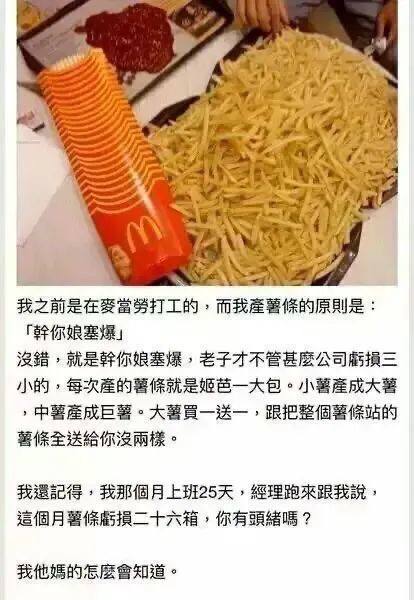 我之前是在麥當勞打工的，而我產薯條的原則是：
「幹你娘塞爆」
沒錯，就是幹你娘塞爆，老子才不管甚麼公司虧損三
小的，每次產的薯條就是姬芭一大包。小薯產成大薯
，中薯產成巨薯。大薯買一送一，跟把整個薯條站的
薯條全送給你沒兩樣。
我還記得，我那個月上班25天，經理跑來跟我說，
這個月薯條虧損二十六箱，你有頭緒嗎？
我他媽的怎麼會知道。